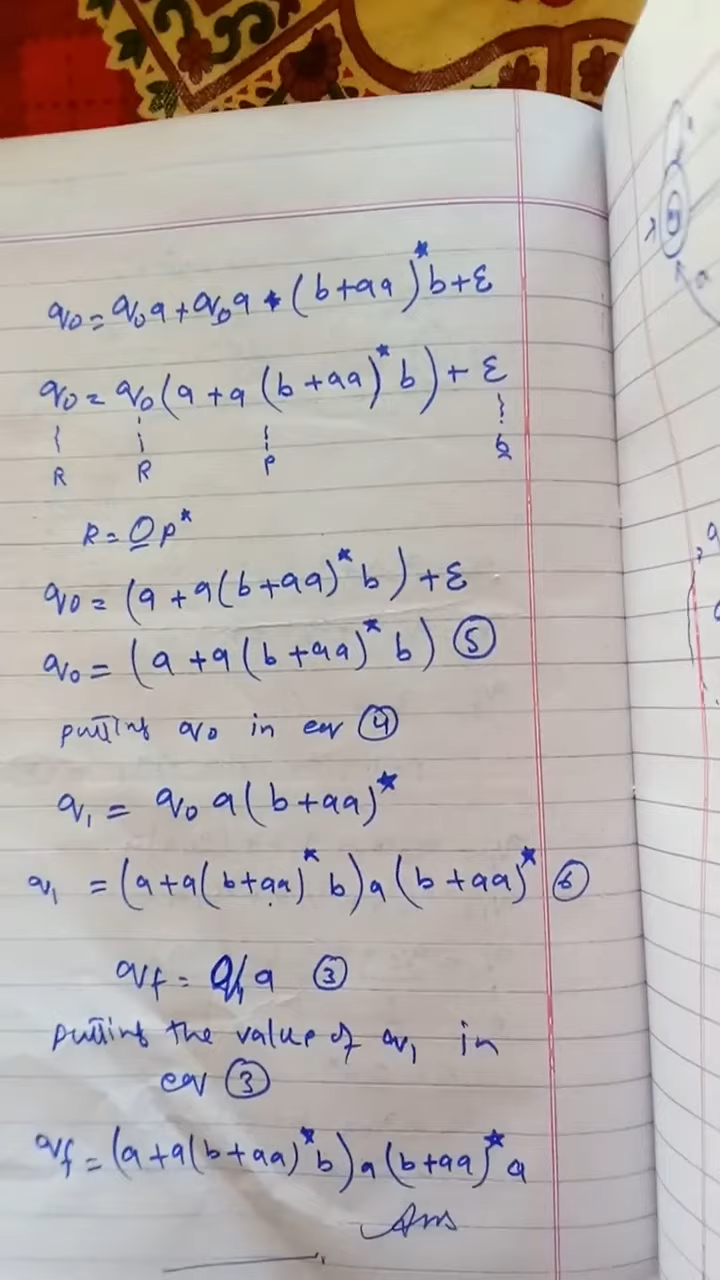 q0 = q0a + q0a • (b+aa)*b+ε
q0 = q0(a + a(b+aa)*b) + ε
R R P Q
R = QP*
q0 = (a + a(b+aa)*b) + ε
q0 = (a + a(b+aa)*b) ⑤
putting q0 in eq ④
q1 = q0 a(b+aa)*
q1 = (a+a(b+aa)*b)a(b+aa)* ⑥
qf = q1a ③
putting the value of q1 in
eq ③
qf = (a+a(b+aa)*b)a(b+aa)*a
Ans